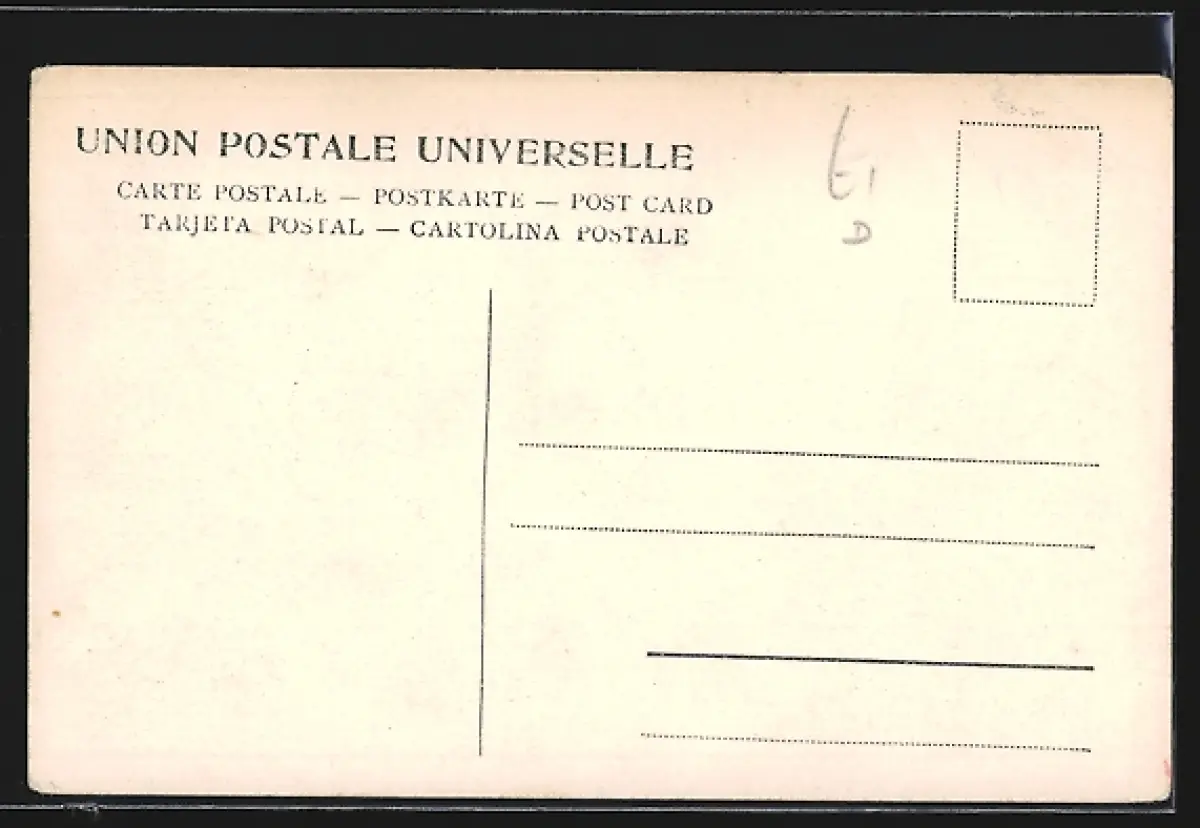 UNION POSTALE UNIVERSELLE
CARTE POSTALE — POSTKARTE — POST CARD
TARJETA POSTAL — CARTOLINA POSTALE
D